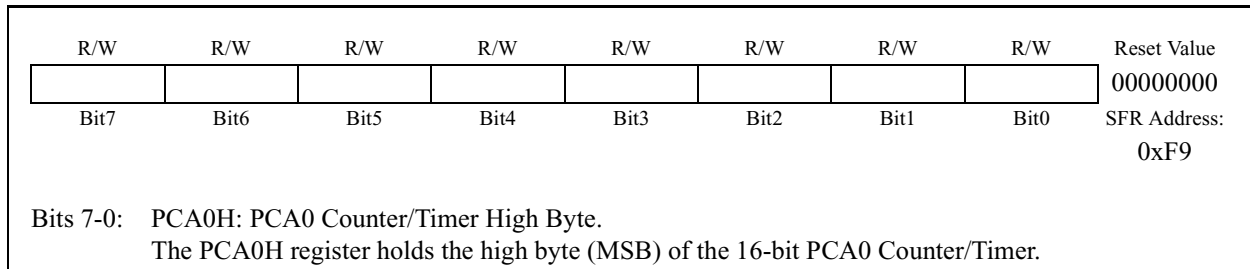 R/W R/W R/W R/W R/W R/W R/W R/W Reset Value
00000000
Bit7 Bit6 Bit5 Bit4 Bit3 Bit2 Bit1 Bit0 SFR Address:
0xF9
Bits 7-0: PCA0H: PCA0 Counter/Timer High Byte.
The PCA0H register holds the high byte (MSB) of the 16-bit PCA0 Counter/Timer.